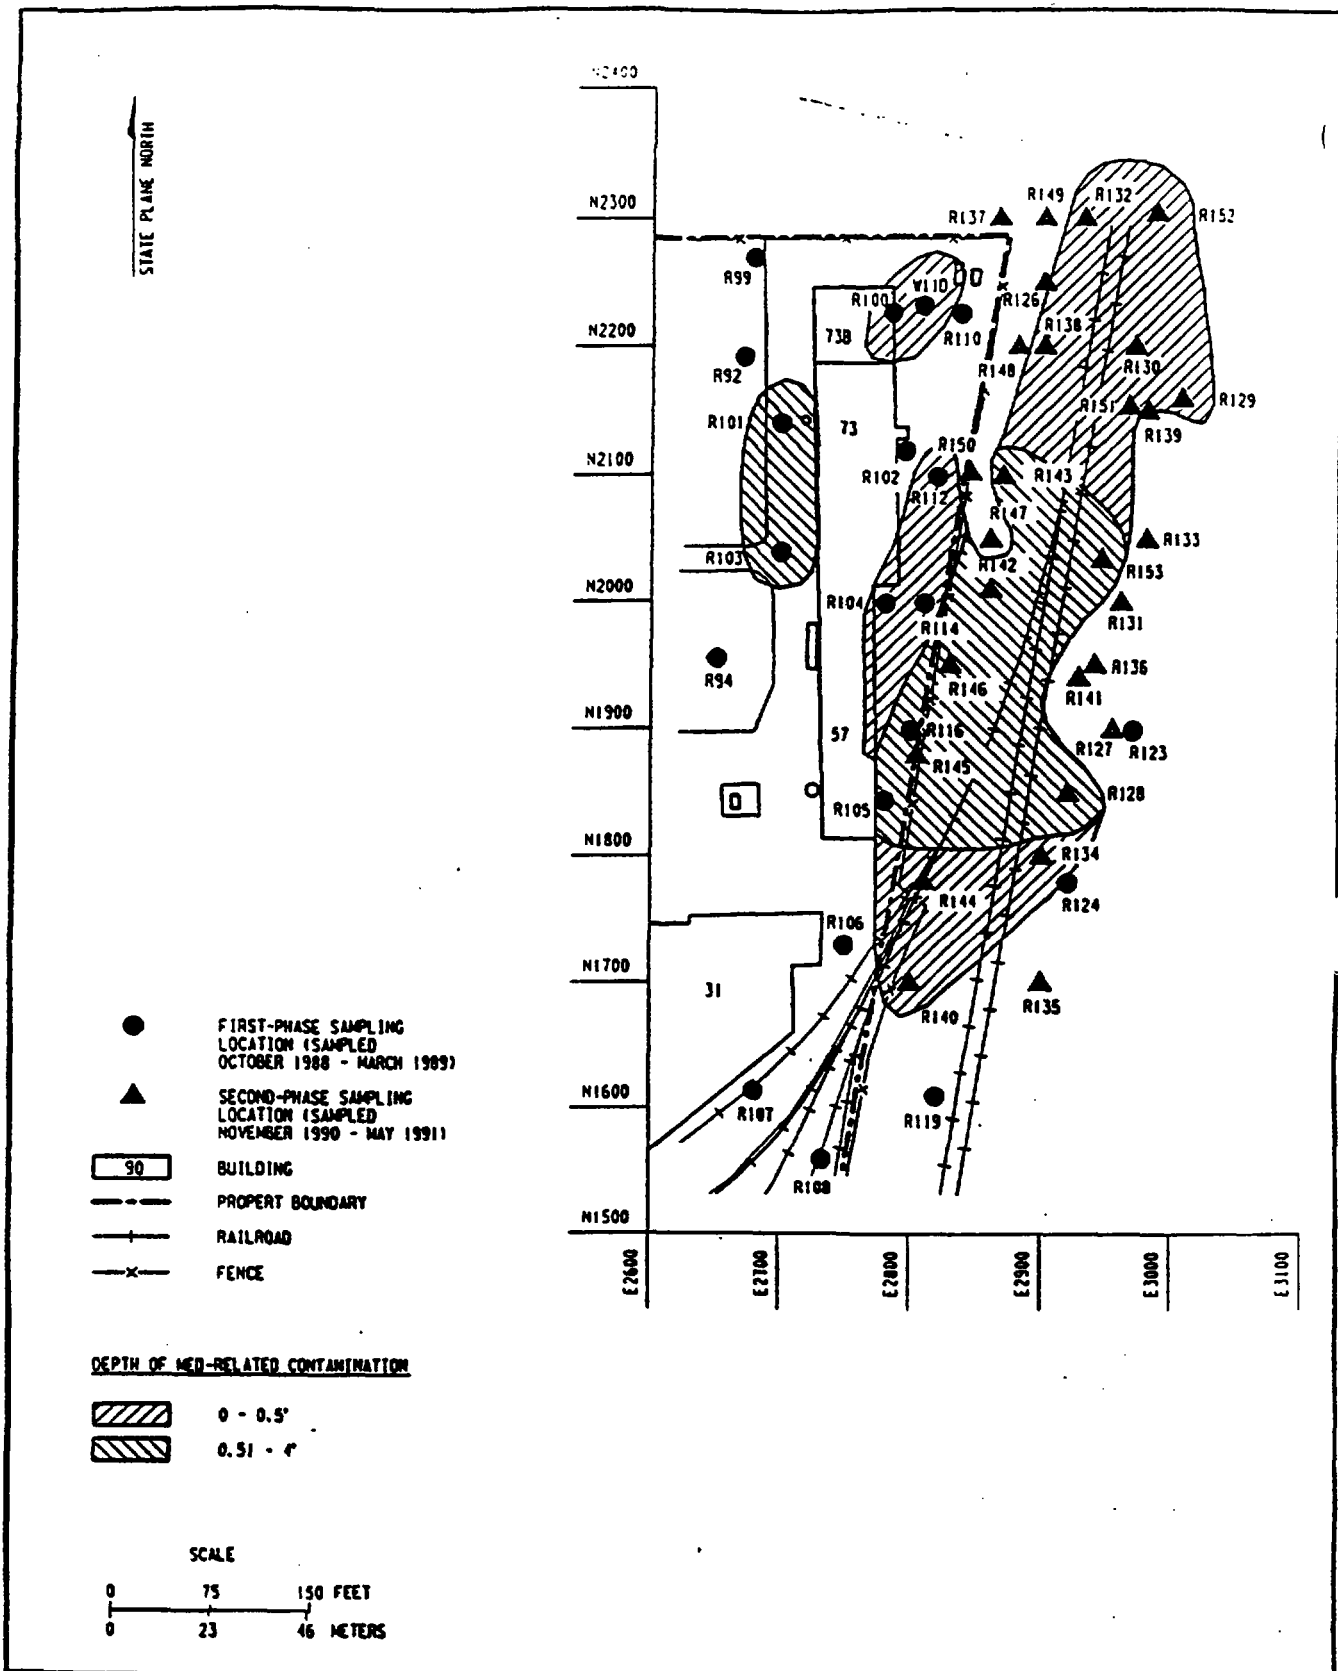 N2400
STATE PLANE NORTH
N2300
R137
R149
R132
R152
R99
W11D
R100
R126
R110
R138
N2200
73B
R148
R130
R92
R151
R129
R101
73
R139
R150
N2100
R102
R143
R112
R147
R133
R103
R142
R153
N2000
R104
R114
R131
R94
R146
R136
R141
N1900
57
R116
R127
R123
R145
R105
R128
N1800
R134
R144
R124
R106
N1700
31
R140
R135
FIRST-PHASE SAMPLING
LOCATION (SAMPLED
OCTOBER 1988 - MARCH 1989)
SECOND-PHASE SAMPLING
LOCATION (SAMPLED
NOVEMBER 1990 - MAY 1991)
N1600
R107
R119
R108
90 BUILDING
PROPERT BOUNDARY
N1500
RAILROAD
FENCE
E2600
E2700
E2800
E2900
E3000
E3100
DEPTH OF MED-RELATED CONTAMINATION
0 - 0.5'
0.51 - 4'
SCALE
0 75 150 FEET
0 23 46 METERS